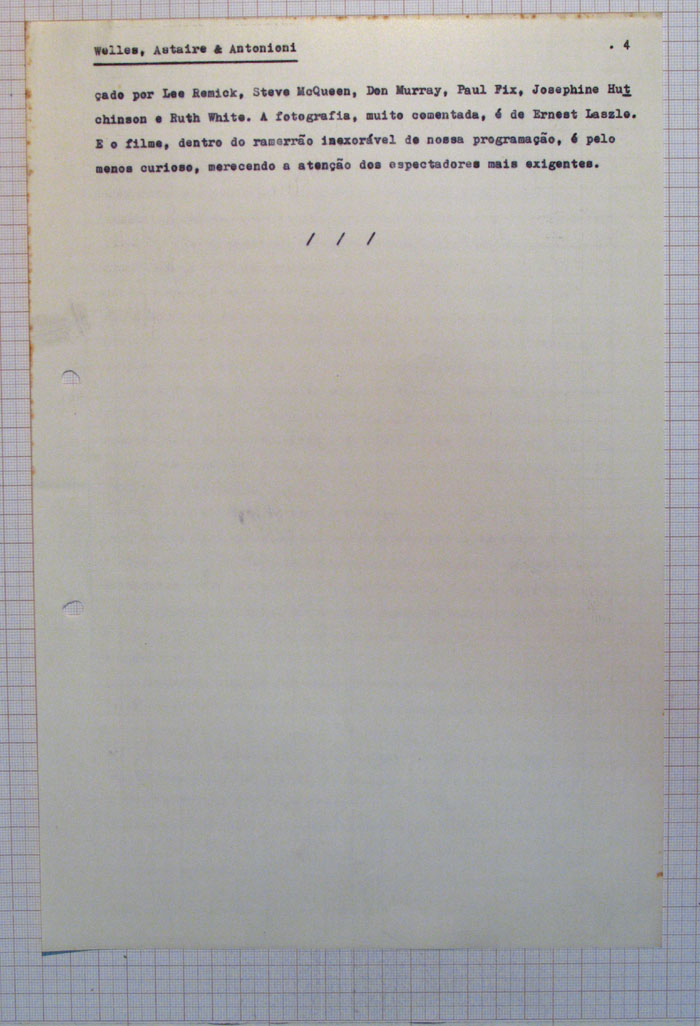 Welles, Astaire & Antonioni . 4
çado por Lee Remick, Steve McQueen, Don Murray, Paul Fix, Josephine Hut
chinson e Ruth White. A fotografia, muito comentada, é de Ernest Laszlo.
E o filme, dentro do ramerrão inexorável de nossa programação, é pelo
menos curioso, merecendo a atenção dos espectadores mais exigentes.
/ / /